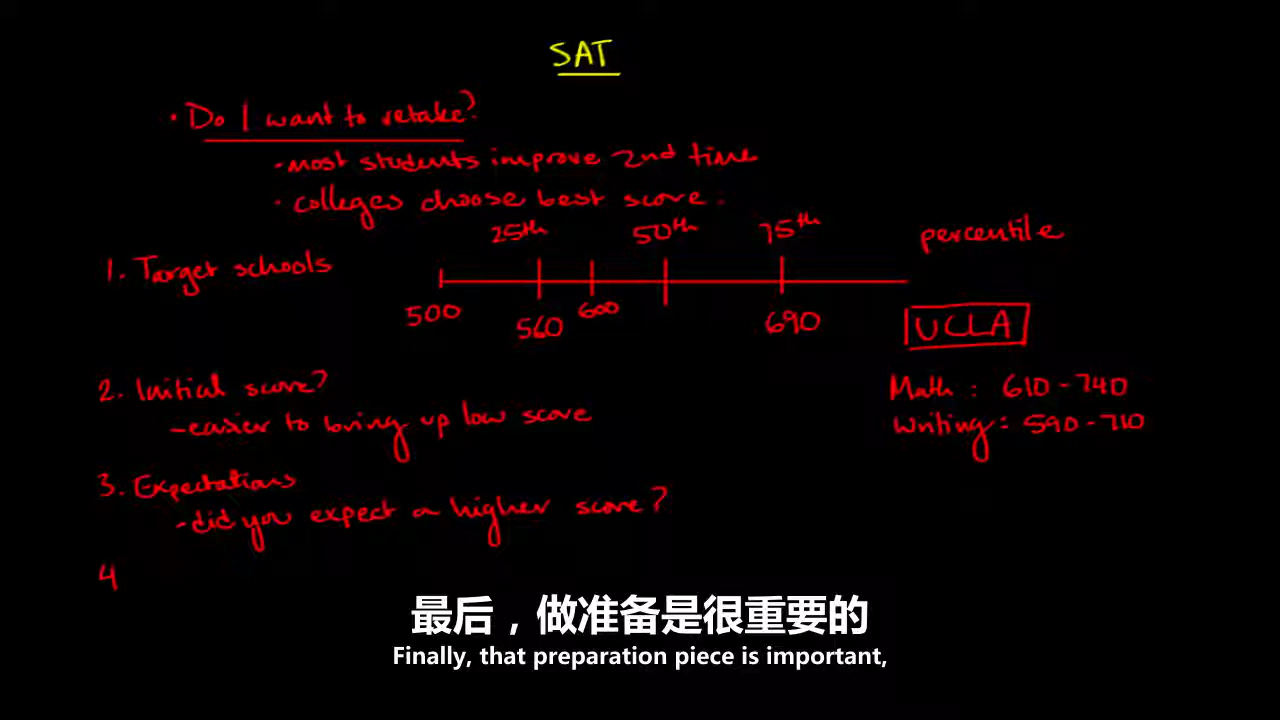 SAT
· Do I want to retake?
· most students improve 2nd time
· colleges choose best score.
25th 50th 75th percentile
1. Target schools
500 560 600 690
UCLA
2. Initial score?
- easier to bring up low score
Math : 610 - 740
Writing : 590 - 710
3. Expectations
- did you expect a higher score?
4
最后，做准备是很重要的
Finally, that preparation piece is important,